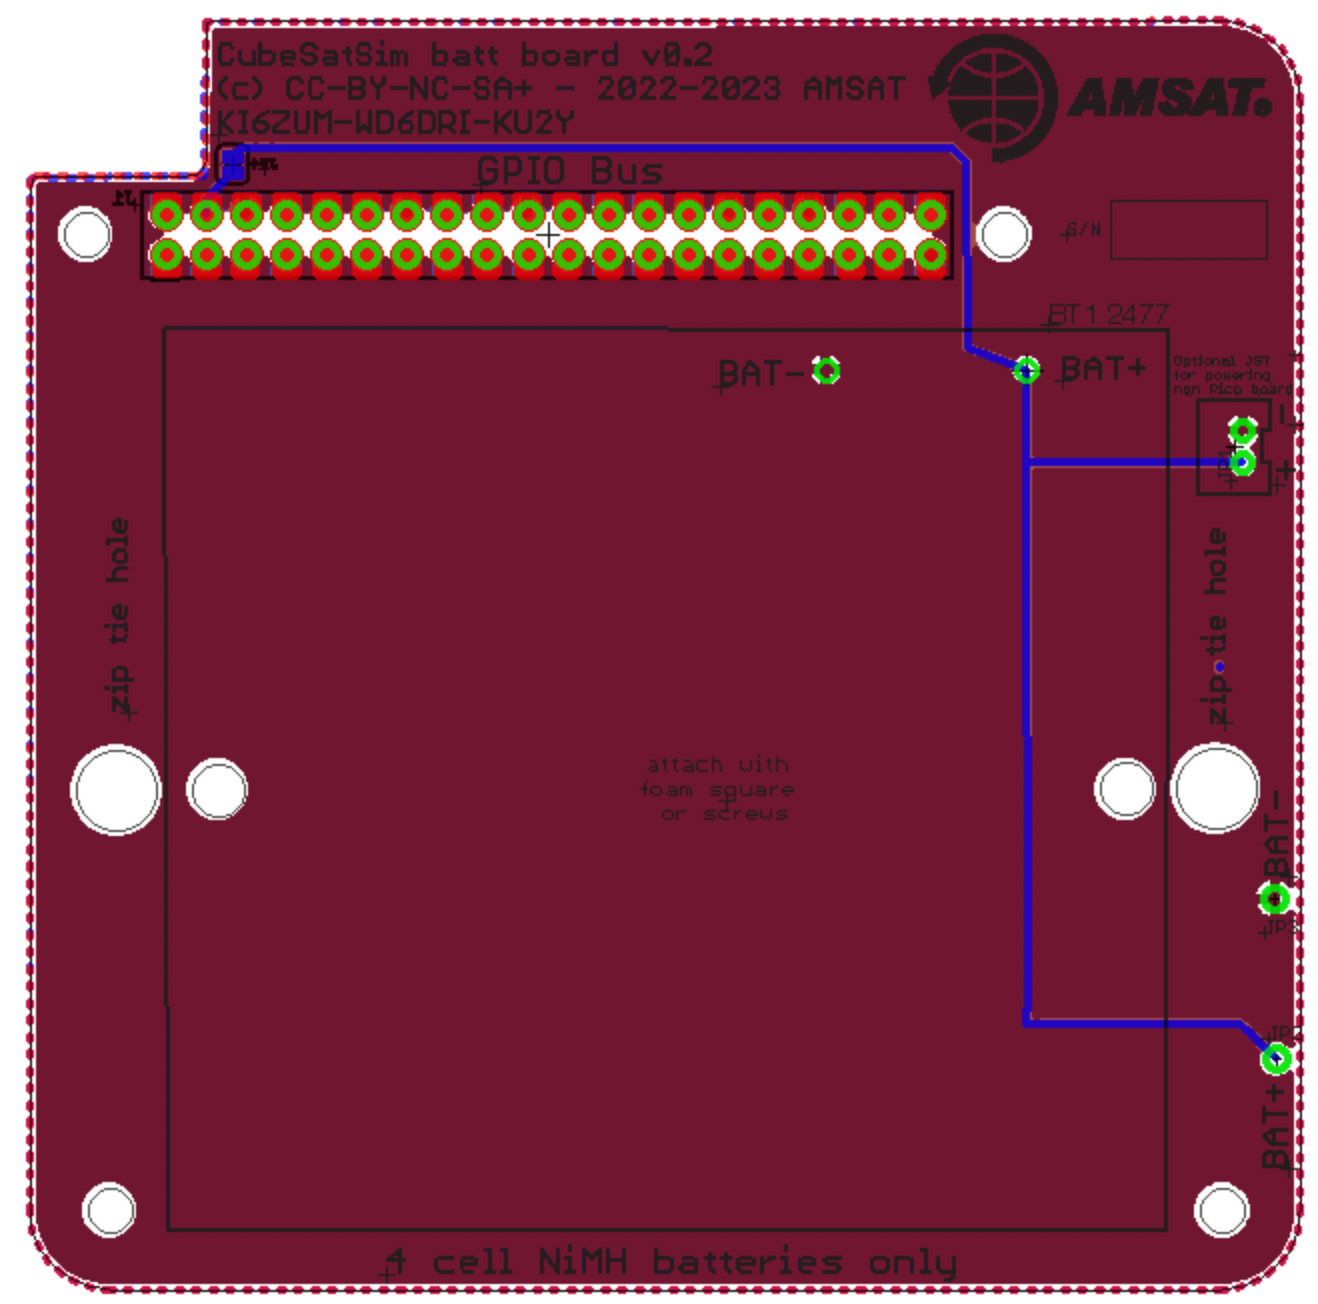 CubeSatSim batt board v0.2
(c) CC-BY-NC-SA+ - 2022-2023 AMSAT
KI6ZUM-WD6DRI-KU2Y
AMSAT®
GPIO Bus
S/N
BT1 2477
BAT-
BAT+
Optional JST
for powering
non Pico board
-
+
JP1
zip tie hole
zip tie hole
attach with
foam square
or screws
BAT-
JP3
JP2
BAT+
4 cell NiMH batteries only